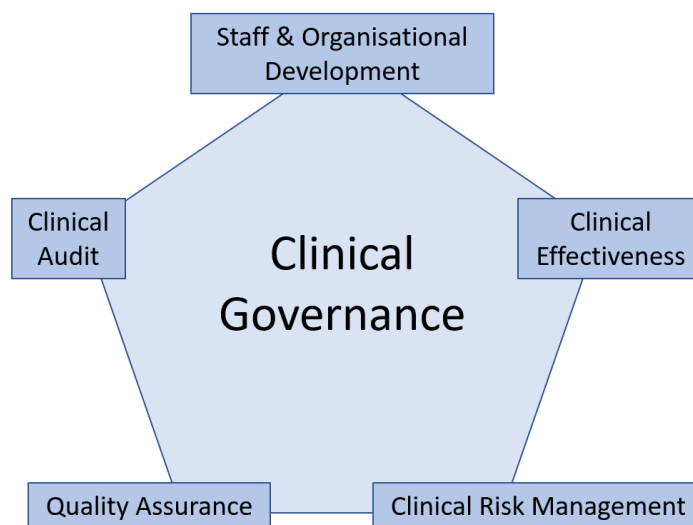 Staff & Organisational
Development
Clinical
Audit
Clinical
Effectiveness
Clinical
Governance
Quality Assurance
Clinical Risk Management